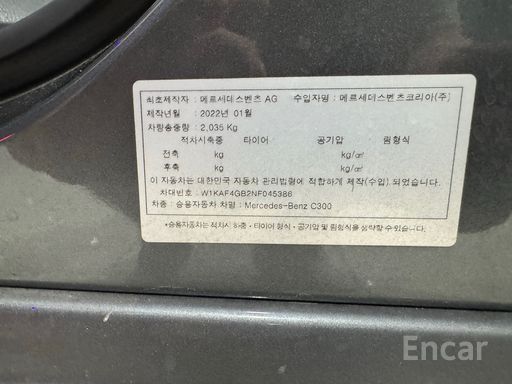 최초제작자 : 메르세데스벤츠 AG 수입자명 : 메르세데스벤츠코리아(주)
제작년월 : 2022년 01월
차량총중량 : 2,035 Kg
적차시축중 타이어 공기압 림형식
전축 kg kg/㎠
후축 kg kg/㎠
이 자동차는 대한민국 자동차 관리법령에 적합하게 제작(수입) 되었습니다.
차대번호 : W1KAF4GB2NF045386
차종 : 승용자동차 차명 : Mercedes-Benz C300
*승용자동차는 적차시 하중 · 타이어 형식 · 공기압 및 림형식을 생략할 수 있습니다.
Encar